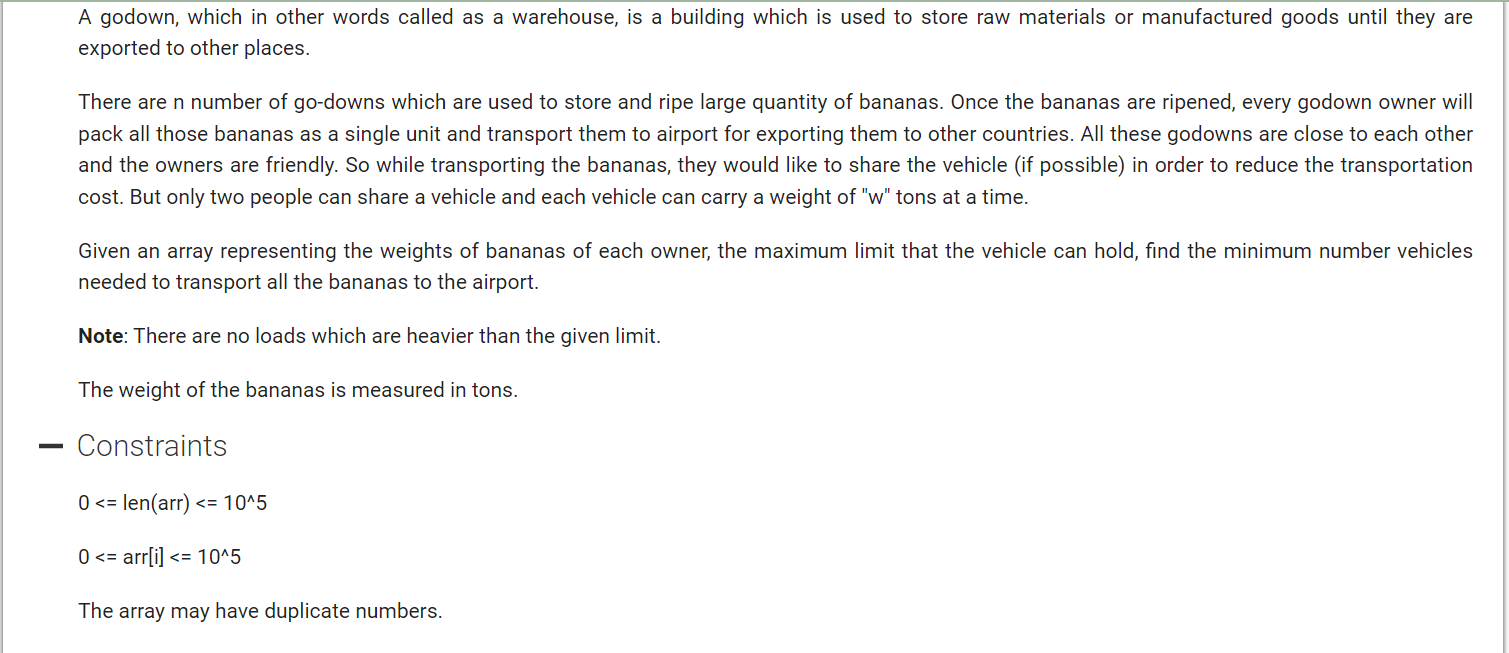 A godown, which in other words called as a warehouse, is a building which is used to store raw materials or manufactured goods until they are
exported to other places.
There are n number of go-downs which are used to store and ripe large quantity of bananas. Once the bananas are ripened, every godown owner will
pack all those bananas as a single unit and transport them to airport for exporting them to other countries. All these godowns are close to each other
and the owners are friendly. So while transporting the bananas, they would like to share the vehicle (if possible) in order to reduce the transportation
cost. But only two people can share a vehicle and each vehicle can carry a weight of "w" tons at a time.
Given an array representing the weights of bananas of each owner, the maximum limit that the vehicle can hold, find the minimum number vehicles
needed to transport all the bananas to the airport.
Note: There are no loads which are heavier than the given limit.
The weight of the bananas is measured in tons.
Constraints
0 <= len(arr) <= 10^5
0 <= arr[i] <= 10^5
The array may have duplicate numbers.